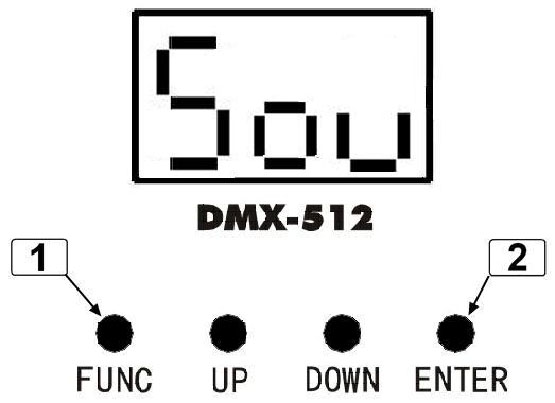 Sou
DMX-512
1 2
FUNC UP DOWN ENTER